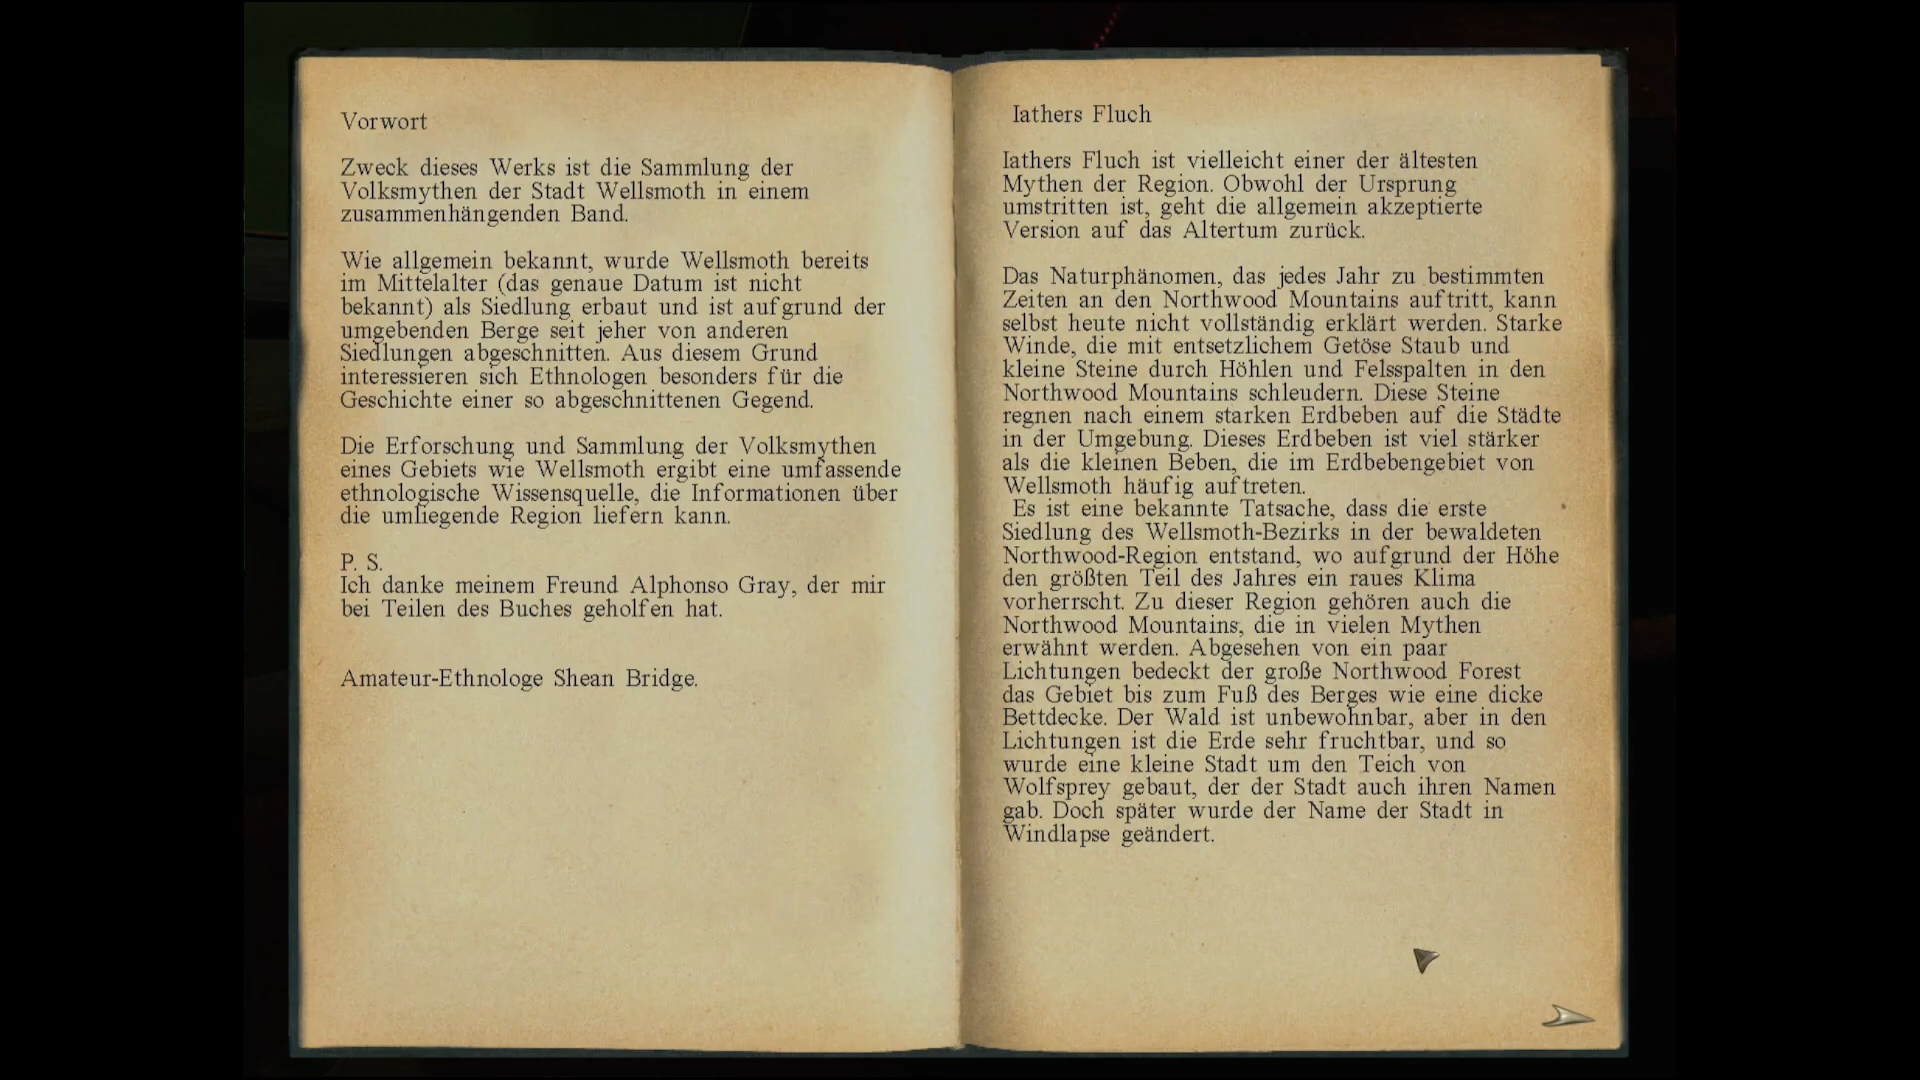 Vorwort
Zweck dieses Werks ist die Sammlung der
Volksmythen der Stadt Wellsmoth in einem
zusammenhängenden Band.
Wie allgemein bekannt, wurde Wellsmoth bereits
im Mittelalter (das genaue Datum ist nicht
bekannt) als Siedlung erbaut und ist aufgrund der
umgebenden Berge seit jeher von anderen
Siedlungen abgeschnitten. Aus diesem Grund
interessieren sich Ethnologen besonders für die
Geschichte einer so abgeschnittenen Gegend.
Die Erforschung und Sammlung der Volksmythen
eines Gebiets wie Wellsmoth ergibt eine umfassende
ethnologische Wissensquelle, die Informationen über
die umliegende Region liefern kann.
P. S.
Ich danke meinem Freund Alphonso Gray, der mir
bei Teilen des Buches geholfen hat.
Amateur-Ethnologe Shean Bridge.
Iathers Fluch
Iathers Fluch ist vielleicht einer der ältesten
Mythen der Region. Obwohl der Ursprung
umstritten ist, geht die allgemein akzeptierte
Version auf das Altertum zurück.
Das Naturphänomen, das jedes Jahr zu bestimmten
Zeiten an den Northwood Mountains auftritt, kann
selbst heute nicht vollständig erklärt werden. Starke
Winde, die mit entsetzlichem Getöse Staub und
kleine Steine durch Höhlen und Felsspalten in den
Northwood Mountains schleudern. Diese Steine
regnen nach einem starken Erdbeben auf die Städte
in der Umgebung. Dieses Erdbeben ist viel stärker
als die kleinen Beben, die im Erdbebengebiet von
Wellsmoth häufig auftreten.
Es ist eine bekannte Tatsache, dass die erste
Siedlung des Wellsmoth-Bezirks in der bewaldeten
Northwood-Region entstand, wo aufgrund der Höhe
den größten Teil des Jahres ein raues Klima
vorherrscht. Zu dieser Region gehören auch die
Northwood Mountains, die in vielen Mythen
erwähnt werden. Abgesehen von ein paar
Lichtungen bedeckt der große Northwood Forest
das Gebiet bis zum Fuß des Berges wie eine dicke
Bettdecke. Der Wald ist unbewohnbar, aber in den
Lichtungen ist die Erde sehr fruchtbar, und so
wurde eine kleine Stadt um den Teich von
Wolfsprey gebaut, der der Stadt auch ihren Namen
gab. Doch später wurde der Name der Stadt in
Windlapse geändert.